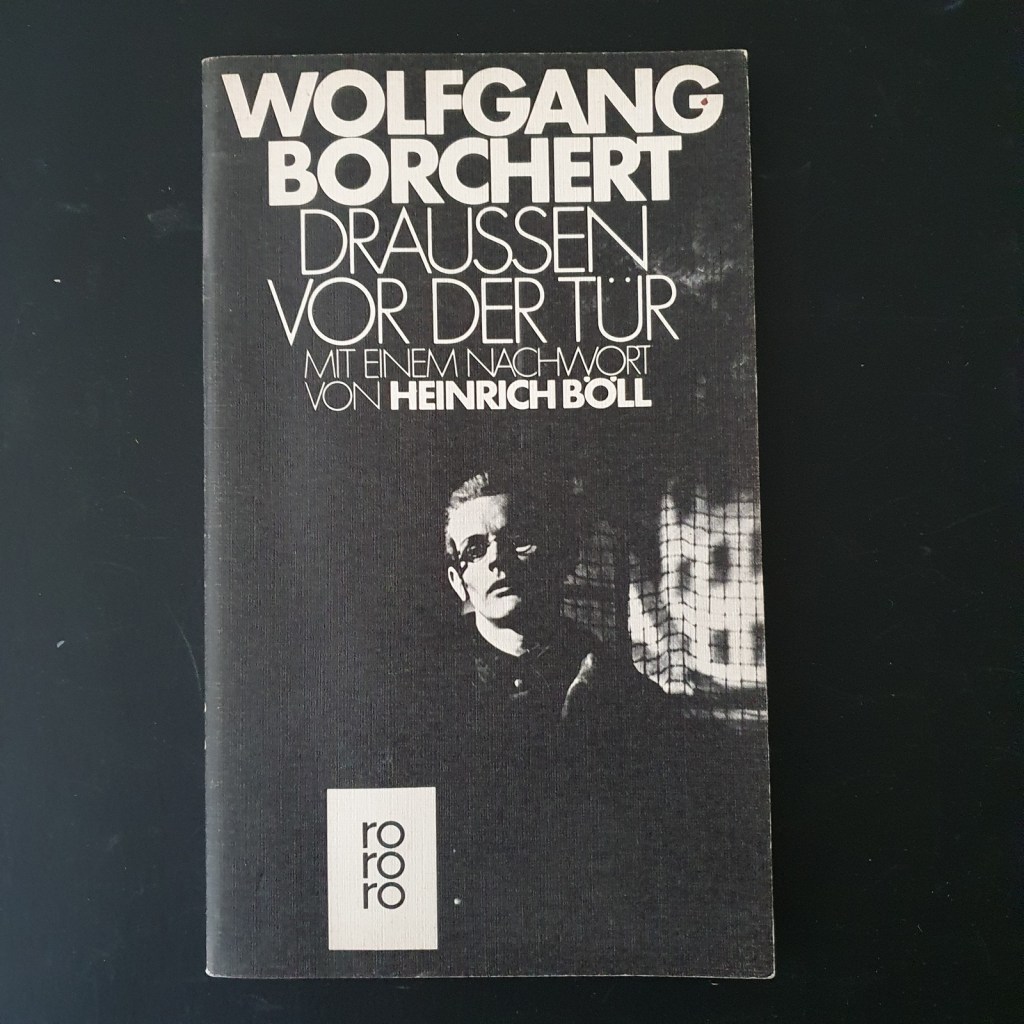 WOLFGANG
BORCHERT
DRAUSSEN
VOR DER TÜR
MIT EINEM NACHWORT
VON HEINRICH BÖLL
ro
ro
ro